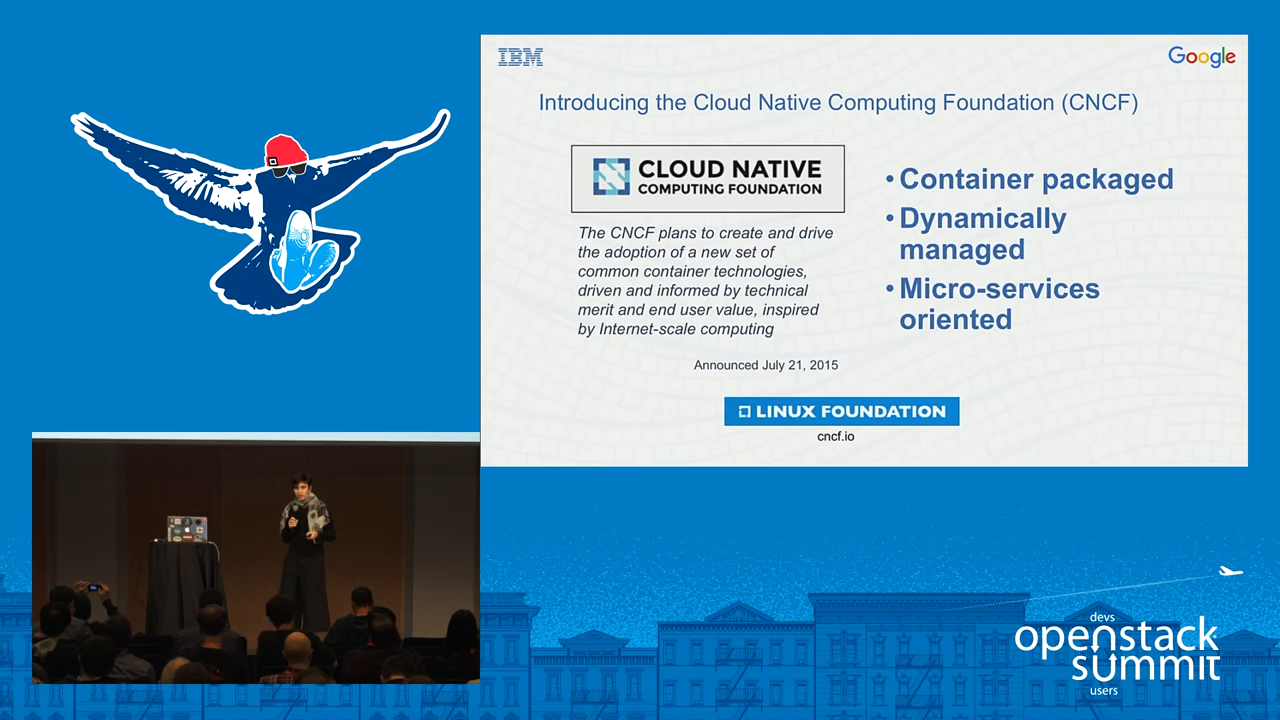 IBM
Google
Introducing the Cloud Native Computing Foundation (CNCF)
CLOUD NATIVE
COMPUTING FOUNDATION
The CNCF plans to create and drive
the adoption of a new set of
common container technologies,
driven and informed by technical
merit and end user value, inspired
by Internet-scale computing
Announced July 21, 2015
• Container packaged
• Dynamically
managed
• Micro-services
oriented
LINUX FOUNDATION
cncf.io
devs
openstack
summit
users